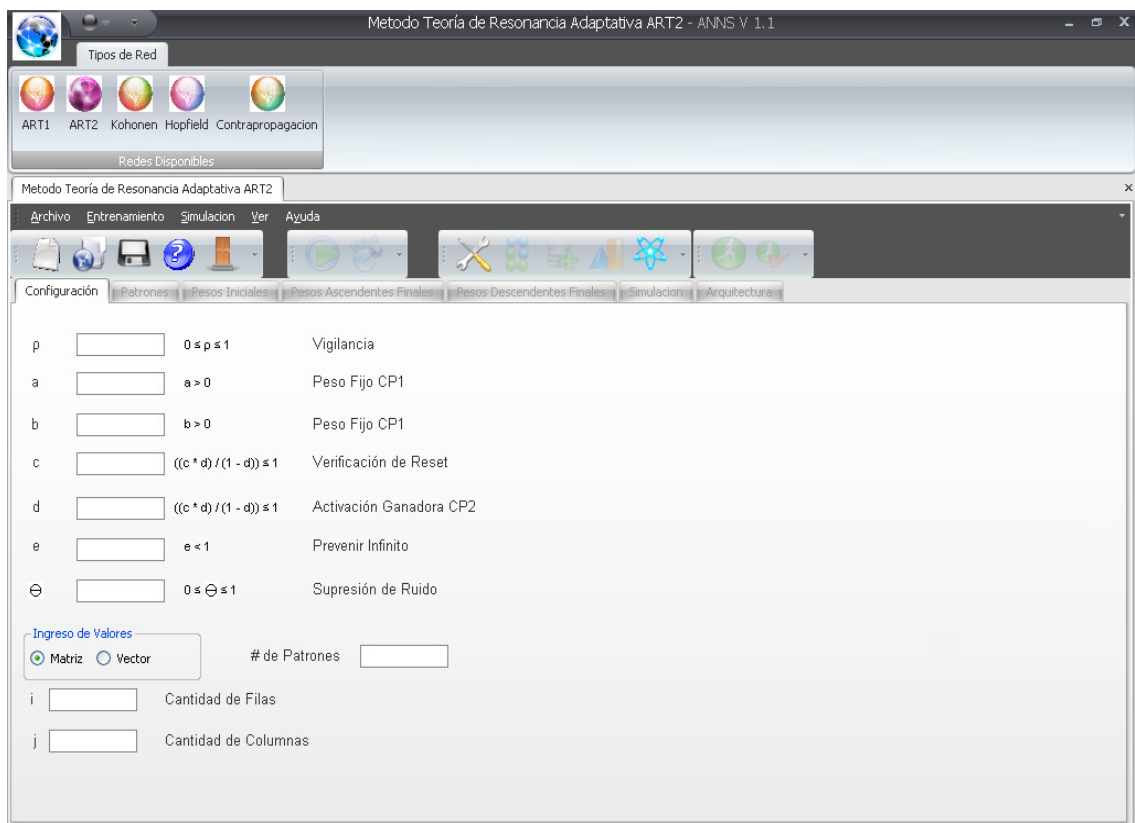 Metodo Teoría de Resonancia Adaptativa ART2 - ANNS V 1.1
Tipos de Red
ART1 ART2 Kohonen Hopfield Contrapropagacion
Redes Disponibles
Metodo Teoría de Resonancia Adaptativa ART2
Archivo Entrenamiento Simulacion Ver Ayuda
Configuración Patrones Pesos Iniciales Pesos Ascendentes Finales Pesos Descendentes Finales Simulacion Arquitectura
ρ 0 ≤ ρ ≤ 1 Vigilancia
a a > 0 Peso Fijo CP1
b b > 0 Peso Fijo CP1
c ((c * d) / (1 - d)) ≤ 1 Verificación de Reset
d ((c * d) / (1 - d)) ≤ 1 Activación Ganadora CP2
e e < 1 Prevenir Infinito
Θ 0 ≤ Θ ≤ 1 Supresión de Ruido
Ingreso de Valores
Matriz Vector # de Patrones
i Cantidad de Filas
j Cantidad de Columnas